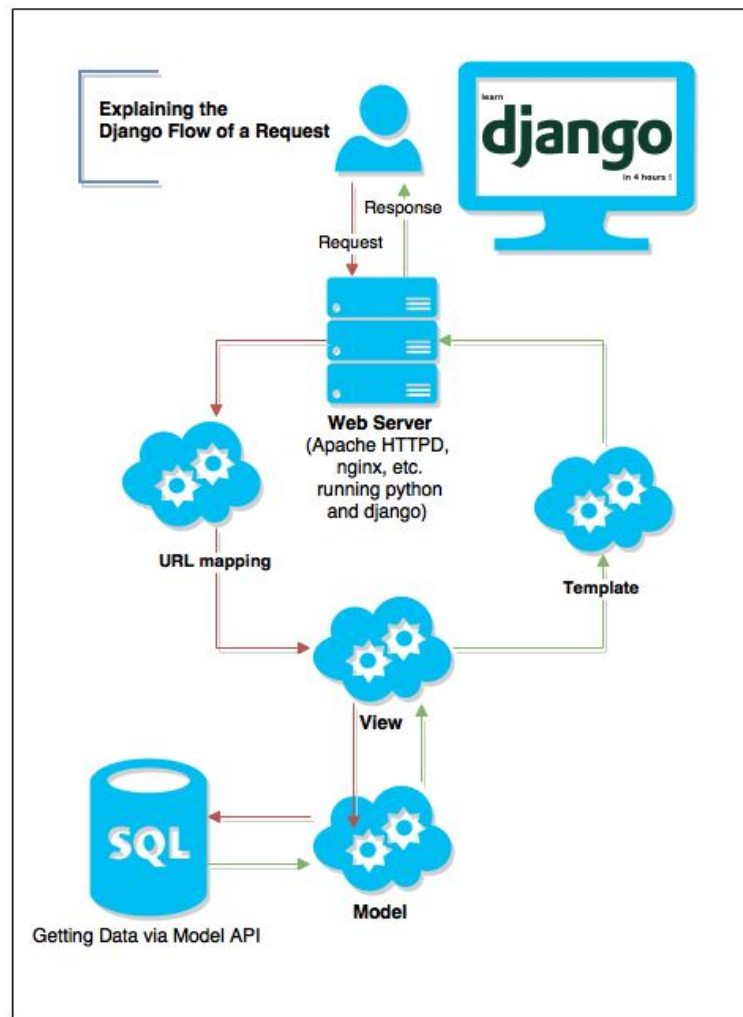 Explaining the
Django Flow of a Request
learn
django
in 4 hours !
Response
Request
Web Server
(Apache HTTPD,
nginx, etc.
running python
and django)
URL mapping
Template
View
SQL
Model
Getting Data via Model API